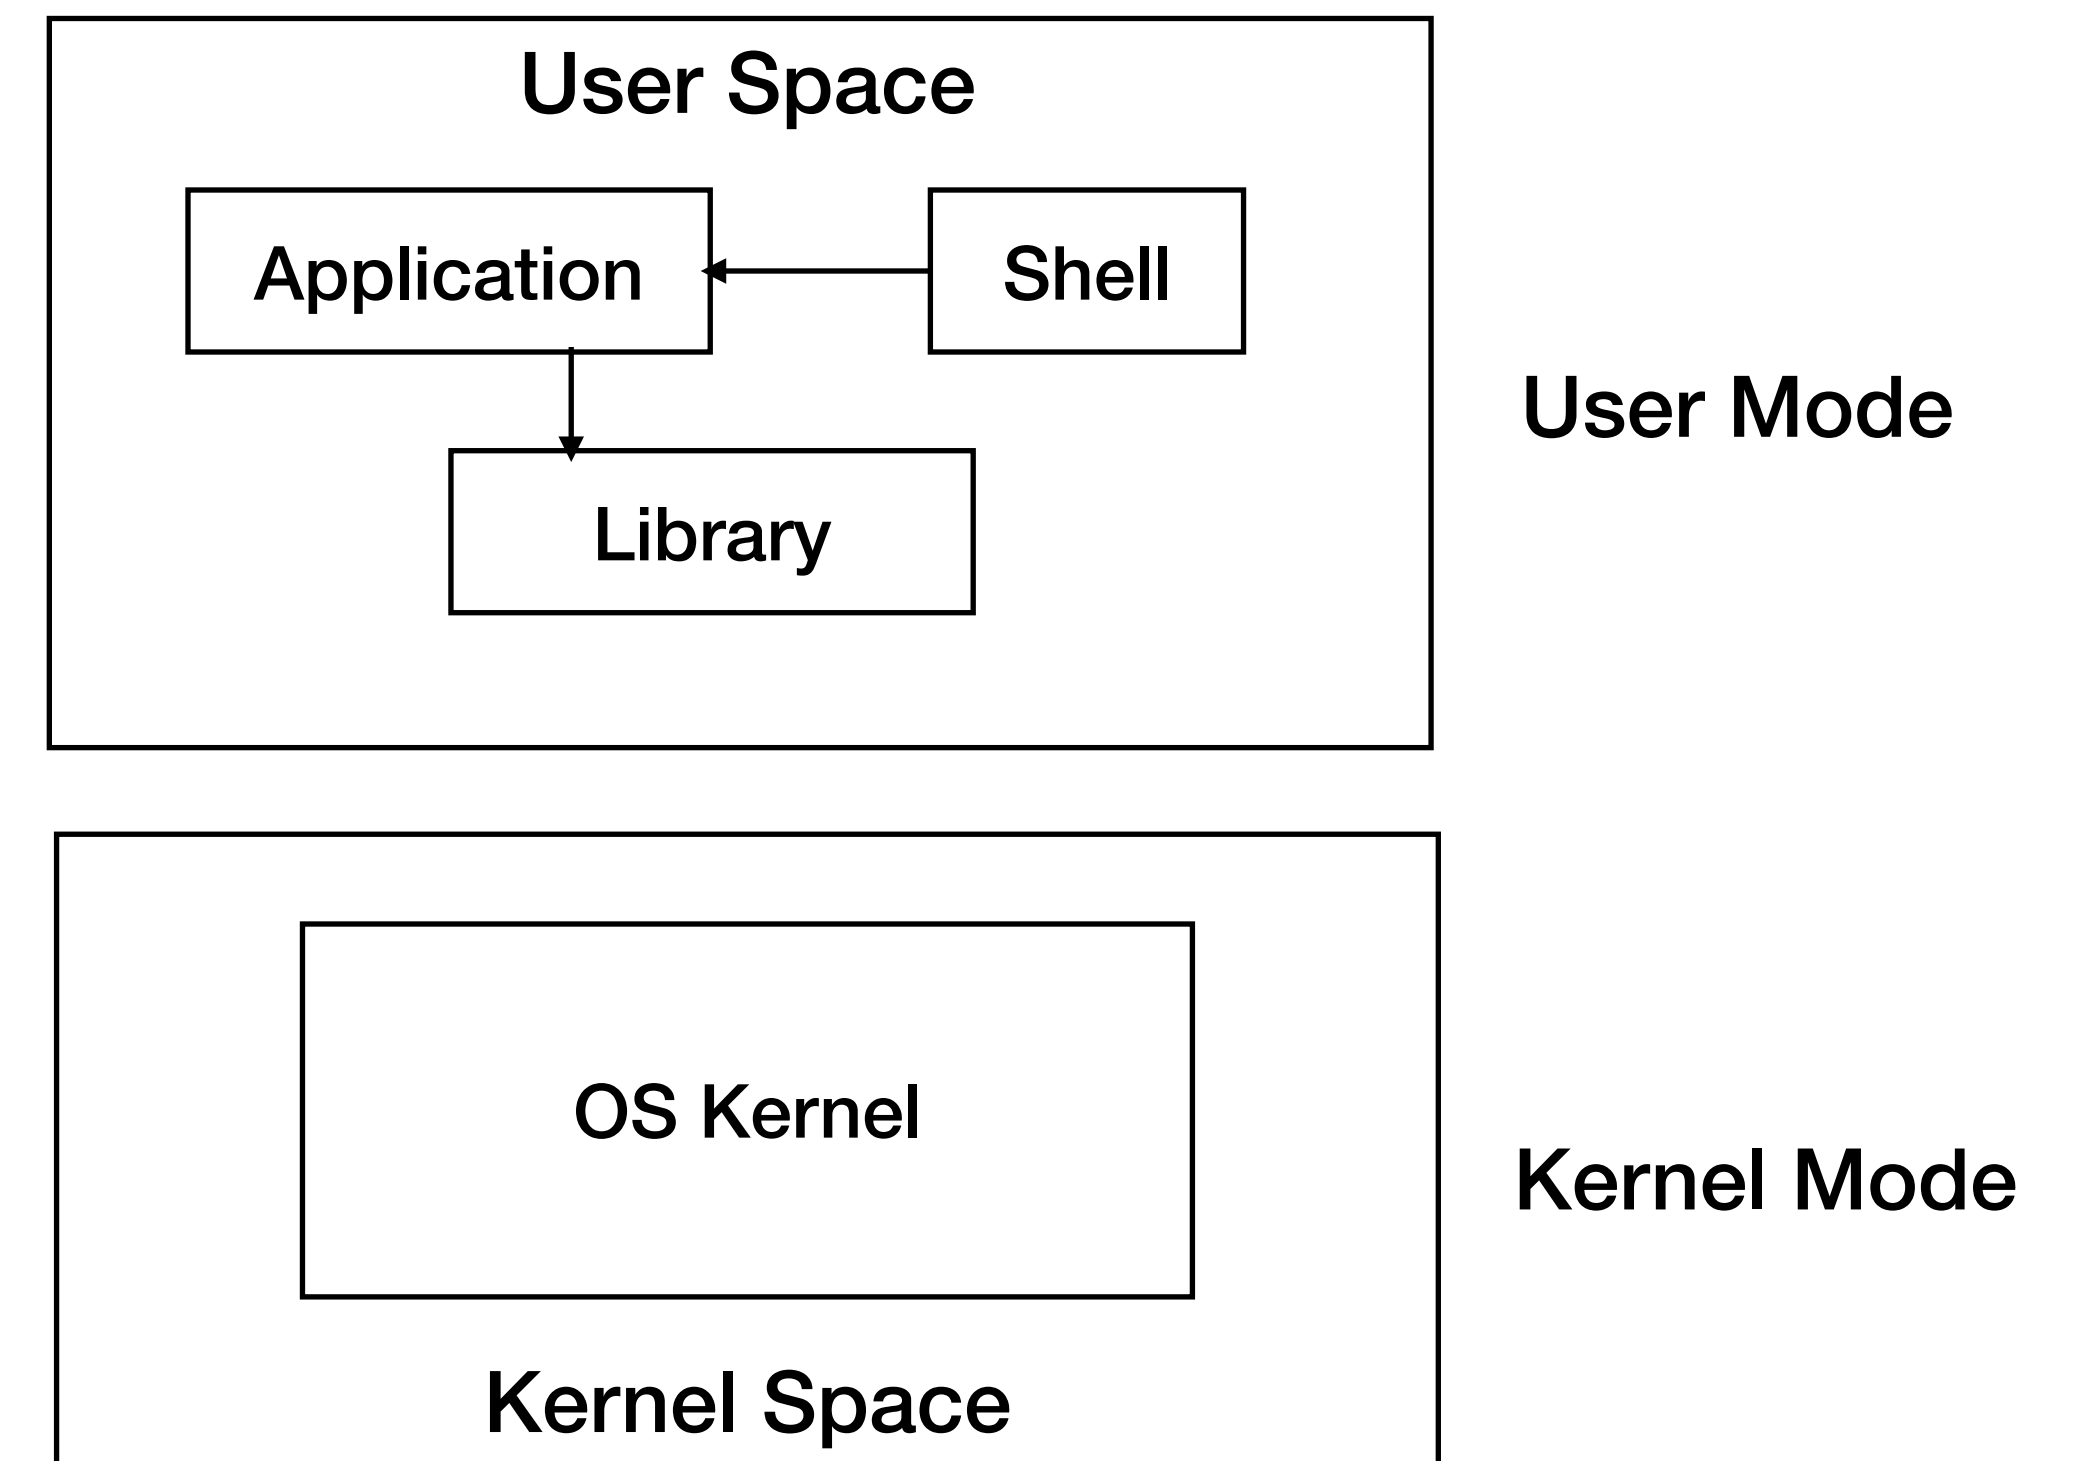 User Space
Application
Shell
User Mode
Library
OS Kernel
Kernel Mode
Kernel Space